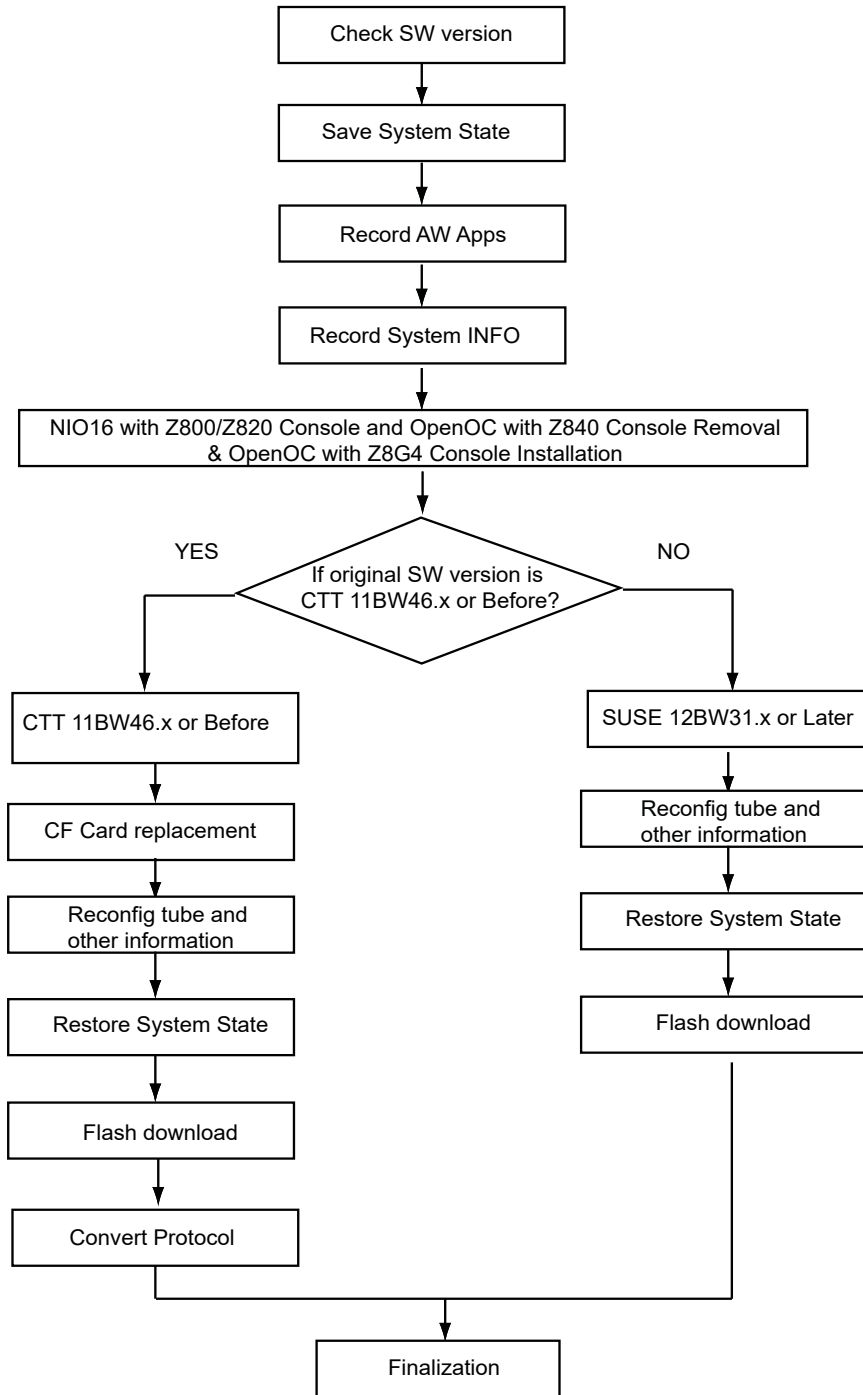 Check SW version
Save System State
Record AW Apps
Record System INFO
NIO16 with Z800/Z820 Console and OpenOC with Z840 Console Removal
& OpenOC with Z8G4 Console Installation
YES
NO
If original SW version is
CTT 11BW46.x or Before?
CTT 11BW46.x or Before
CF Card replacement
Reconfig tube and
other information
Restore System State
Flash download
Convert Protocol
SUSE 12BW31.x or Later
Reconfig tube and
other information
Restore System State
Flash download
Finalization